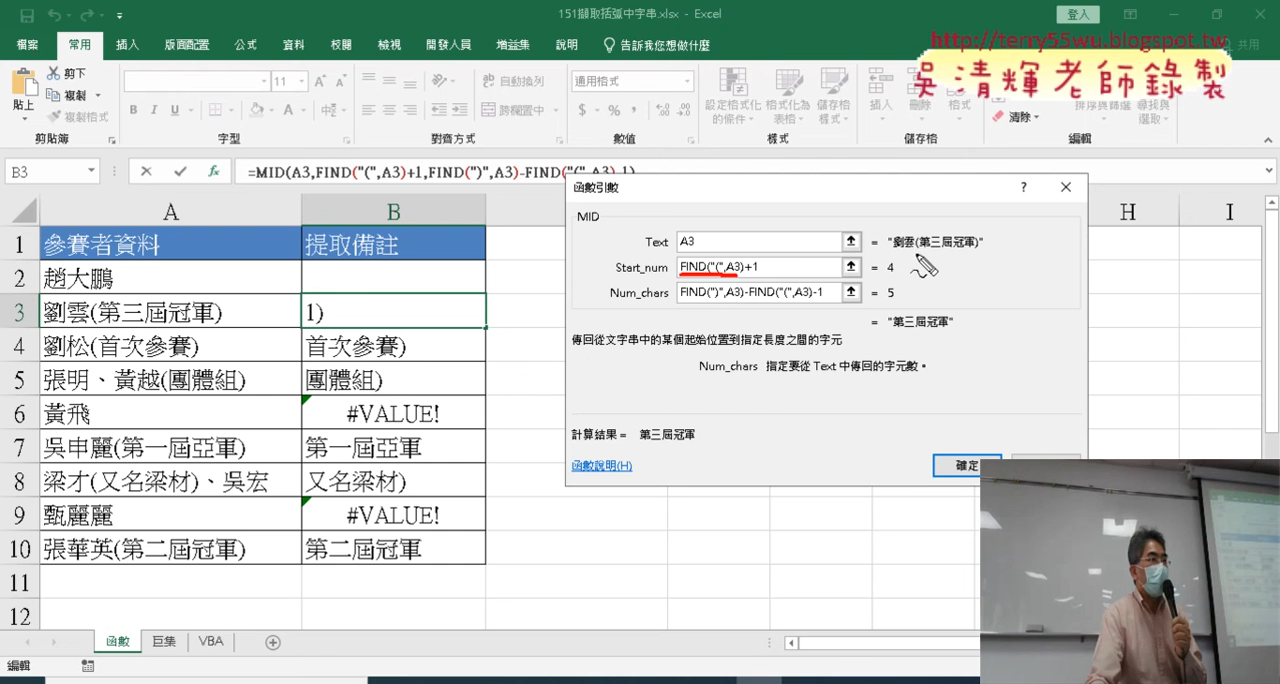 151擷取括弧中字串.xlsx - Excel
登入
檔案 常用 插入 版面配置 公式 資料 校閱 檢視 開發人員 增益集 說明 告訴我您想做什麼 共用
http://terry55wu.blogspot.tw
吳清輝老師錄製
貼上 剪下 複製 複製格式
11 A A 自動換列 通用格式
B I U A 中 跨欄置中 $ % ,
設定格式化的條件 格式化為表格 儲存格樣式 插入 刪除 格式 清除 排序與篩選 尋找與選取
剪貼簿 字型 對齊方式 數值 樣式 儲存格 編輯
B3 fx =MID(A3,FIND("(",A3)+1,FIND(")",A3)-FIND("(",A3)-1)
函數引數 ?
MID
Text A3 = "劉雲(第三屆冠軍)"
Start_num FIND("(",A3)+1 = 4
Num_chars FIND(")",A3)-FIND("(",A3)-1 = 5
= "第三屆冠軍"
傳回從文字串中的某個起始位置到指定長度之間的字元
Num_chars 指定要從 Text 中傳回的字元數。
計算結果 = 第三屆冠軍
函數說明(H) 確定
A B H I
1 參賽者資料 提取備註
2 趙大鵬
3 劉雲(第三屆冠軍) 1)
4 劉松(首次參賽) 首次參賽)
5 張明、黃越(團體組) 團體組)
6 黃飛 #VALUE!
7 吳申麗(第一屆亞軍) 第一屆亞軍
8 梁才(又名梁材)、吳宏 又名梁材)
9 甄麗麗 #VALUE!
10 張華英(第二屆冠軍) 第二屆冠軍
11
12
函數 巨集 VBA
編輯